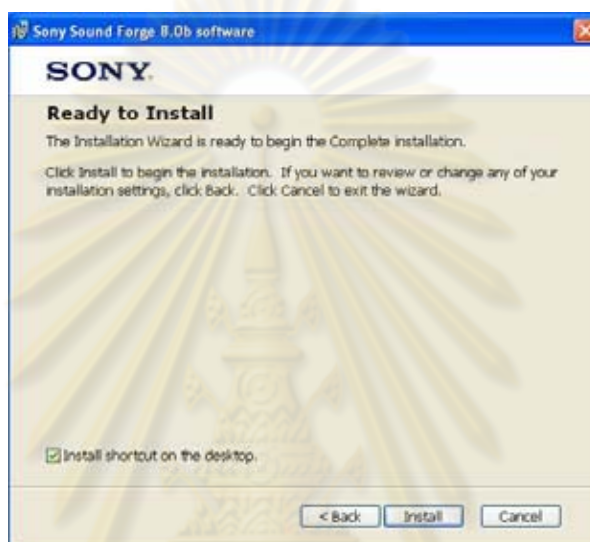 Sony Sound Forge 8.0b software
SONY.
Ready to Install
The Installation Wizard is ready to begin the Complete installation.
Click Install to begin the installation. If you want to review or change any of your
installation settings, click Back. Click Cancel to exit the wizard.
Install shortcut on the desktop.
< Back Install Cancel